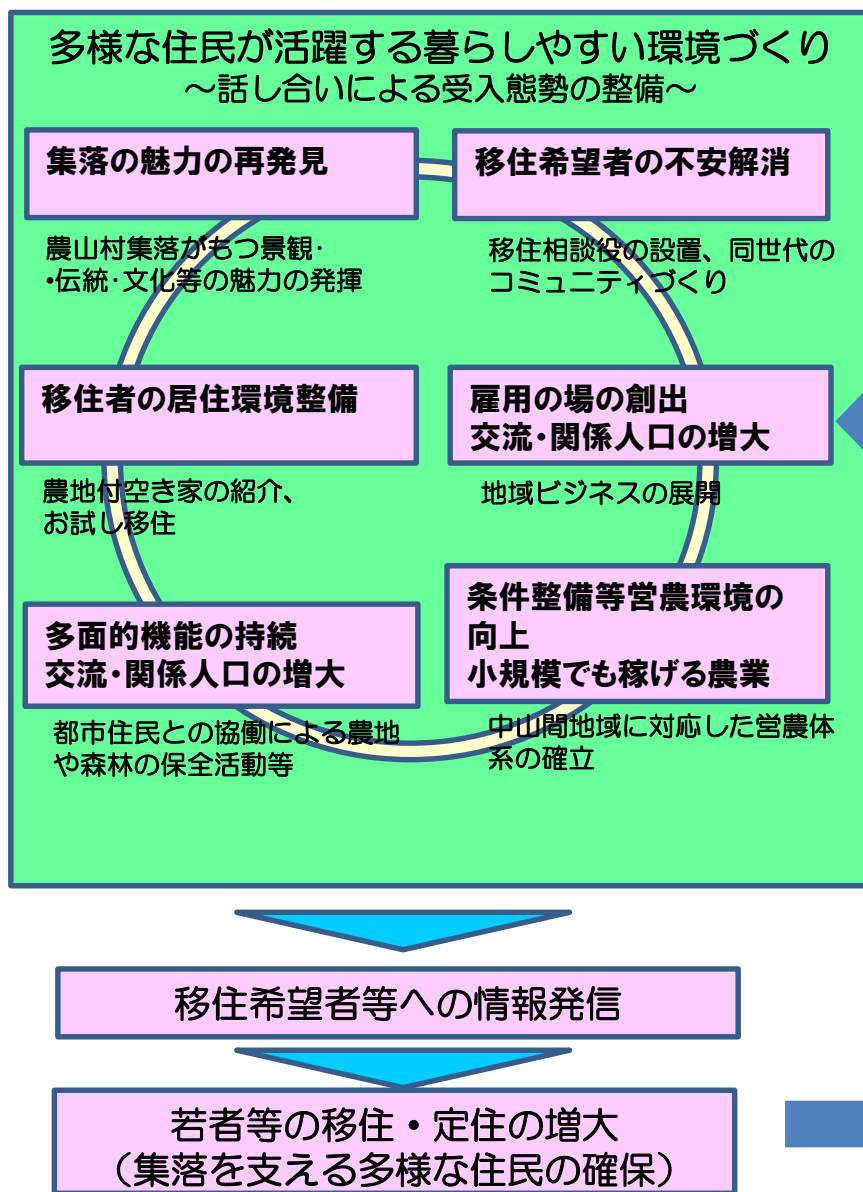 多様な住民が活躍する暮らしやすい環境づくり
～話し合いによる受入態勢の整備～
集落の魅力の再発見
農山村集落がもつ景観・
・伝統・文化等の魅力の発揮
移住希望者の不安解消
移住相談役の設置、同世代の
コミュニティづくり
移住者の居住環境整備
農地付空き家の紹介、
お試し移住
雇用の場の創出
交流・関係人口の増大
地域ビジネスの展開
多面的機能の持続
交流・関係人口の増大
都市住民との協働による農地
や森林の保全活動等
条件整備等営農環境の
向上
小規模でも稼げる農業
中山間地域に対応した営農体
系の確立
移住希望者等への情報発信
若者等の移住・定住の増大
（集落を支える多様な住民の確保）